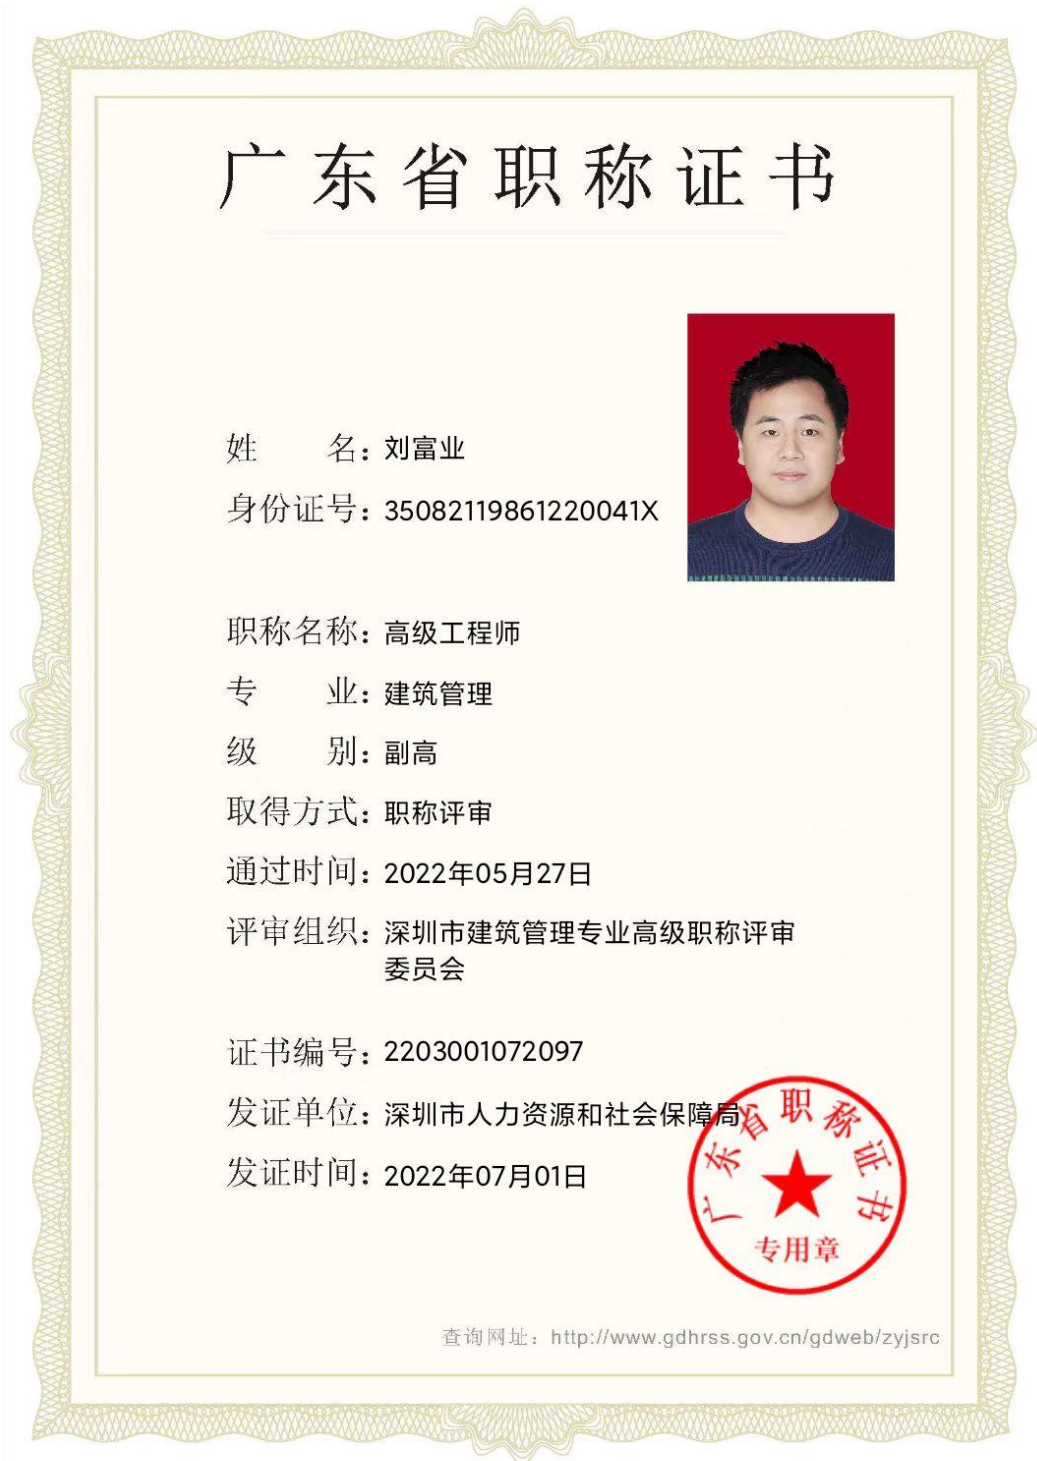 广东省职称证书
姓 名：刘富业
身份证号：35082119861220041X
职称名称：高级工程师
专 业：建筑管理
级 别：副高
取得方式：职称评审
通过时间：2022年05月27日
评审组织：深圳市建筑管理专业高级职称评审
委员会
证书编号：2203001072097
发证单位：深圳市人力资源和社会保障局
发证时间：2022年07月01日
广东省职称证书
专用章
查询网址：http://www.gdhrss.gov.cn/gdweb/zyjsrc